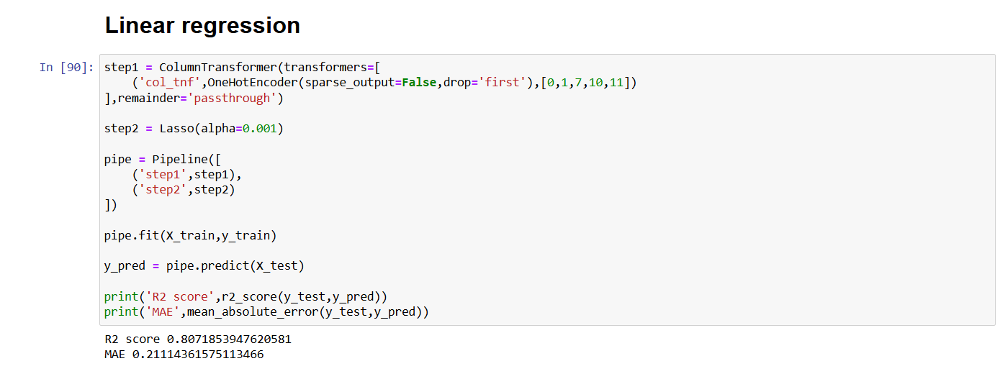 Linear regression
In [90]:
step1 = ColumnTransformer(transformers=[
    ('col_tnf',OneHotEncoder(sparse_output=False,drop='first'),[0,1,7,10,11])
],remainder='passthrough')
step2 = Lasso(alpha=0.001)
pipe = Pipeline([
    ('step1',step1),
    ('step2',step2)
])
pipe.fit(X_train,y_train)
y_pred = pipe.predict(X_test)
print('R2 score',r2_score(y_test,y_pred))
print('MAE',mean_absolute_error(y_test,y_pred))
R2 score 0.8071853947620581
MAE 0.21114361575113466